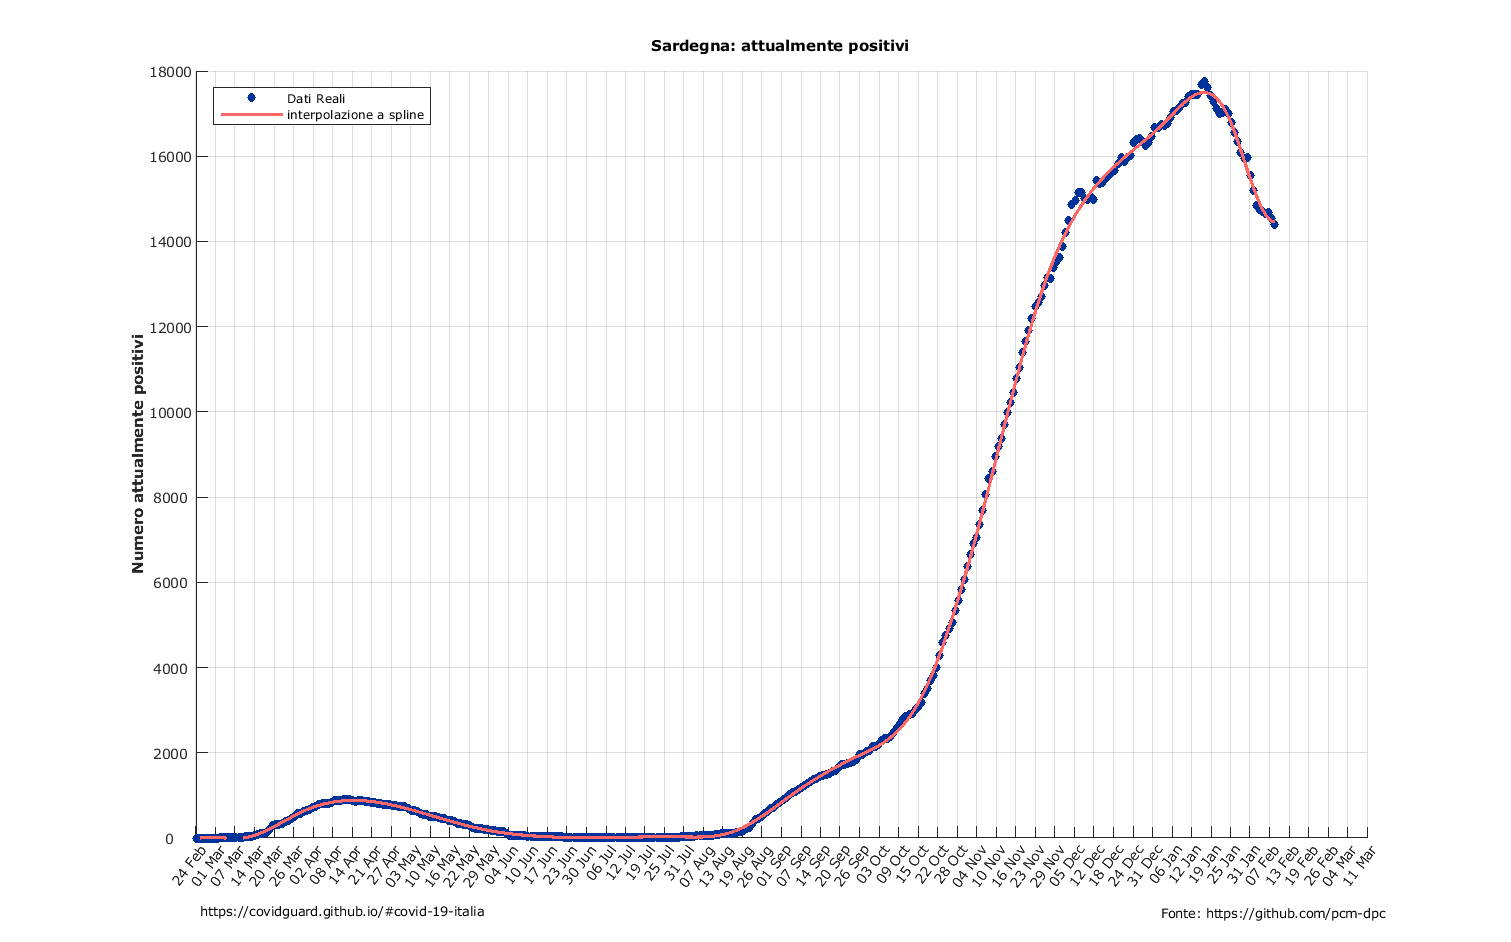 Sardegna: attualmente positivi
Dati Reali
interpolazione a spline
Numero attualmente positivi
18000
16000
14000
12000
10000
8000
6000
4000
2000
0
24 Feb
01 Mar
07 Mar
14 Mar
20 Mar
26 Mar
02 Apr
08 Apr
14 Apr
21 Apr
27 Apr
03 May
10 May
16 May
22 May
29 May
04 Jun
10 Jun
17 Jun
23 Jun
30 Jun
06 Jul
12 Jul
19 Jul
25 Jul
31 Jul
07 Aug
13 Aug
19 Aug
26 Aug
01 Sep
07 Sep
14 Sep
20 Sep
26 Sep
03 Oct
09 Oct
15 Oct
22 Oct
28 Oct
04 Nov
10 Nov
16 Nov
23 Nov
29 Nov
05 Dec
12 Dec
18 Dec
24 Dec
31 Dec
06 Jan
12 Jan
19 Jan
25 Jan
31 Jan
07 Feb
13 Feb
19 Feb
26 Feb
04 Mar
11 Mar
https://covidguard.github.io/#covid-19-italia
Fonte: https://github.com/pcm-dpc